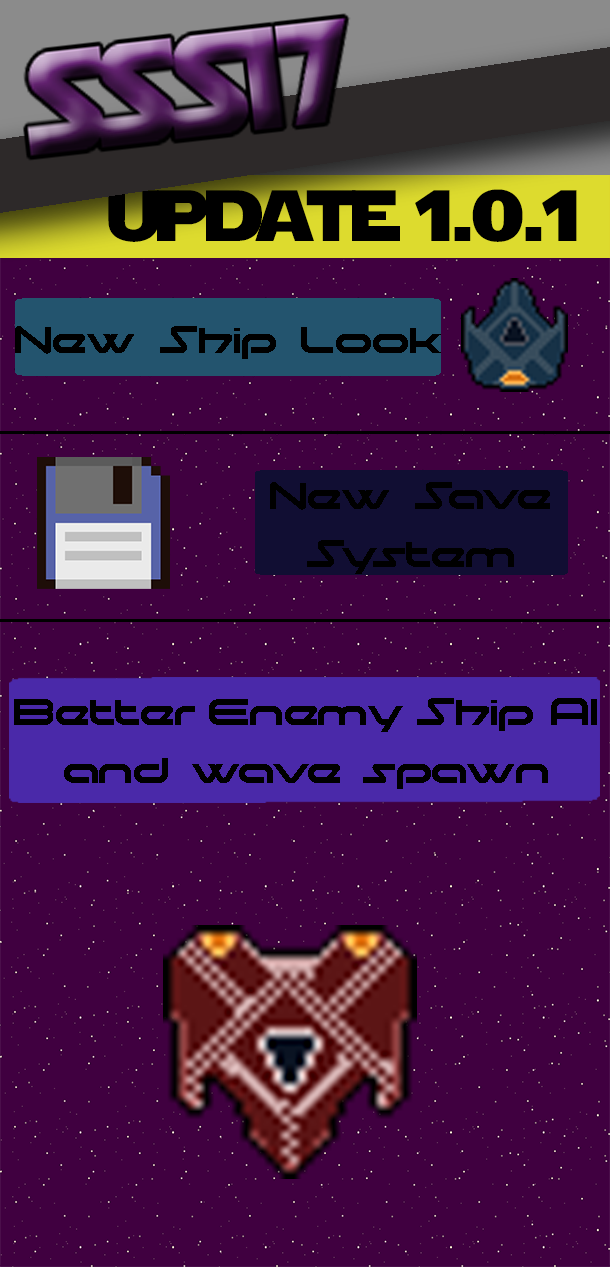 SSS17
UPDATE 1.0.1
New Ship Look
New Save
System
Better Enemy Ship AI
and wave spawn